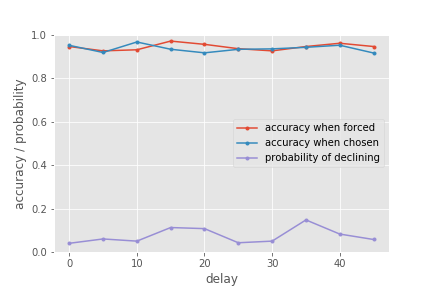 1.0
0.8
0.6
0.4
0.2
0.0
accuracy / probability
accuracy when forced
accuracy when chosen
probability of declining
0
10
20
30
40
delay